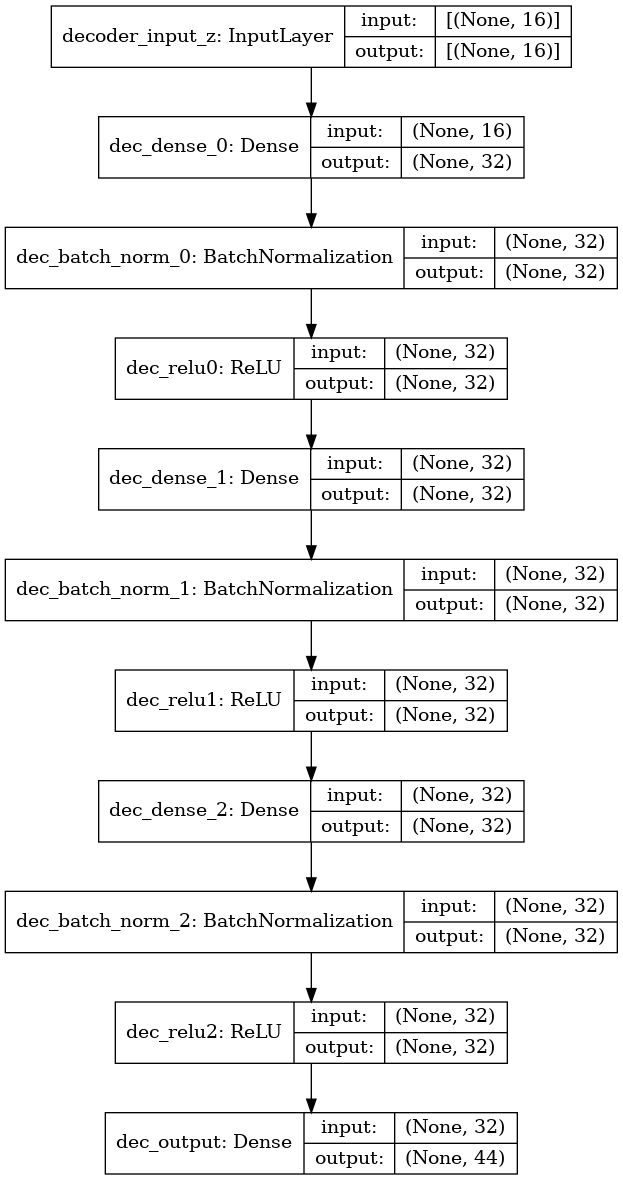 decoder_input_z: InputLayer
input: [(None, 16)]
output: [(None, 16)]
dec_dense_0: Dense
input: (None, 16)
output: (None, 32)
dec_batch_norm_0: BatchNormalization
input: (None, 32)
output: (None, 32)
dec_relu0: ReLU
input: (None, 32)
output: (None, 32)
dec_dense_1: Dense
input: (None, 32)
output: (None, 32)
dec_batch_norm_1: BatchNormalization
input: (None, 32)
output: (None, 32)
dec_relu1: ReLU
input: (None, 32)
output: (None, 32)
dec_dense_2: Dense
input: (None, 32)
output: (None, 32)
dec_batch_norm_2: BatchNormalization
input: (None, 32)
output: (None, 32)
dec_relu2: ReLU
input: (None, 32)
output: (None, 32)
dec_output: Dense
input: (None, 32)
output: (None, 44)